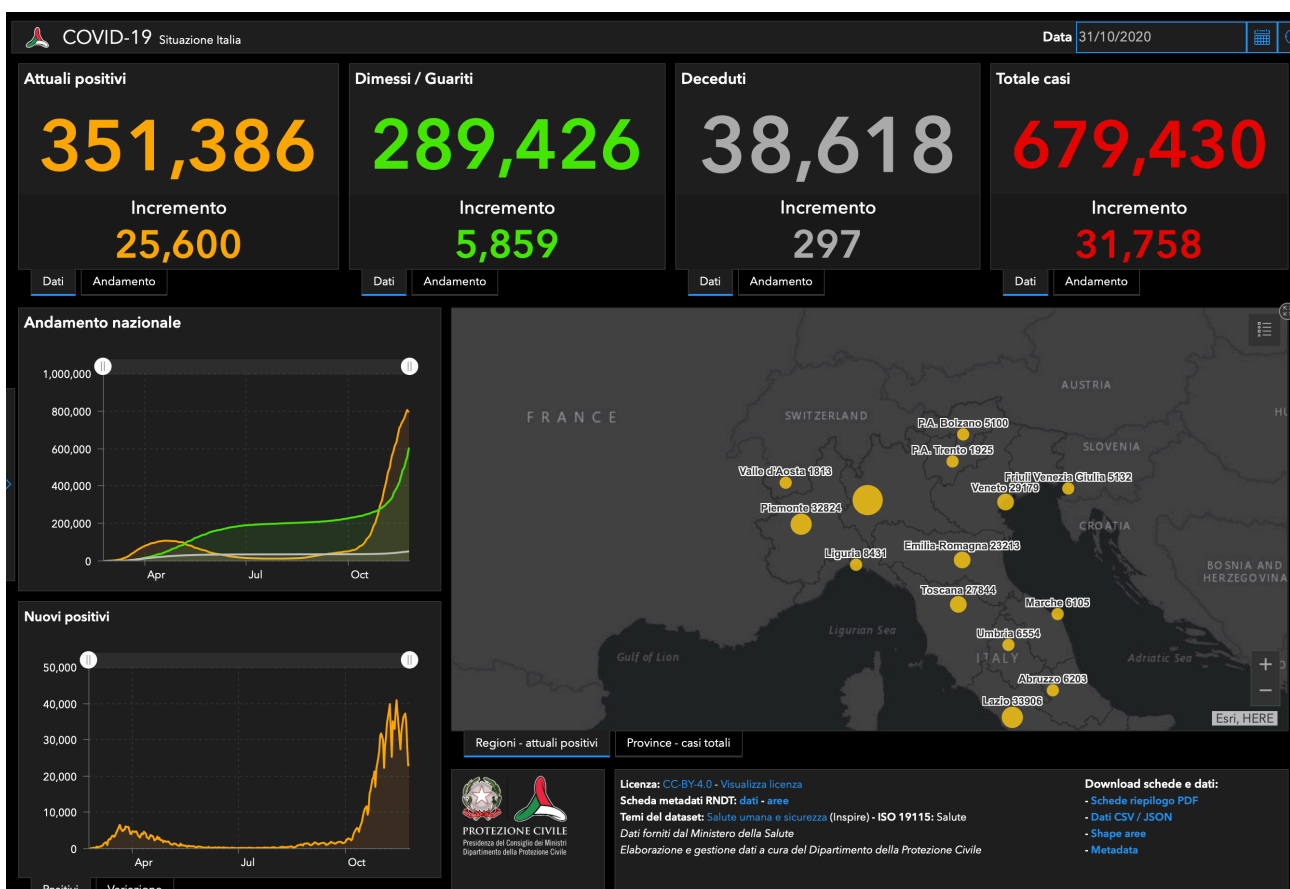 COVID-19 Situazione Italia
Data 31/10/2020
Attuali positivi
351,386
Incremento
25,600
Dati Andamento
Dimessi / Guariti
289,426
Incremento
5,859
Dati Andamento
Deceduti
38,618
Incremento
297
Dati Andamento
Totale casi
679,430
Incremento
31,758
Dati Andamento
Andamento nazionale
1,000,000
800,000
600,000
400,000
200,000
0
Apr Jul Oct
Nuovi positivi
50,000
40,000
30,000
20,000
10,000
0
Apr Jul Oct
Positivi Variazione
FRANCE
SWITZERLAND
AUSTRIA
HU
SLOVENIA
CROATIA
BOSNIA AND
HERZEGOVINA
P.A. Bolzano 5100
P.A. Trento 1925
Valle d'Aosta 1813
Friuli Venezia Giulia 5132
Veneto 29179
Piemonte 32824
Liguria 8431
Emilia-Romagna 23213
Toscana 27844
Marche 6105
Umbria 6554
ITALY
Abruzzo 6203
Lazio 33906
Ligurian Sea
Gulf of Lion
Adriatic Sea
+
−
Esri, HERE
Regioni - attuali positivi Province - casi totali
PROTEZIONE CIVILE
Presidenza del Consiglio dei Ministri
Dipartimento della Protezione Civile
Licenza: CC-BY-4.0 - Visualizza licenza
Scheda metadati RNDT: dati - aree
Temi del dataset: Salute umana e sicurezza (Inspire) - ISO 19115: Salute
Dati forniti dal Ministero della Salute
Elaborazione e gestione dati a cura del Dipartimento della Protezione Civile
Download schede e dati:
- Schede riepilogo PDF
- Dati CSV / JSON
- Shape aree
- Metadata